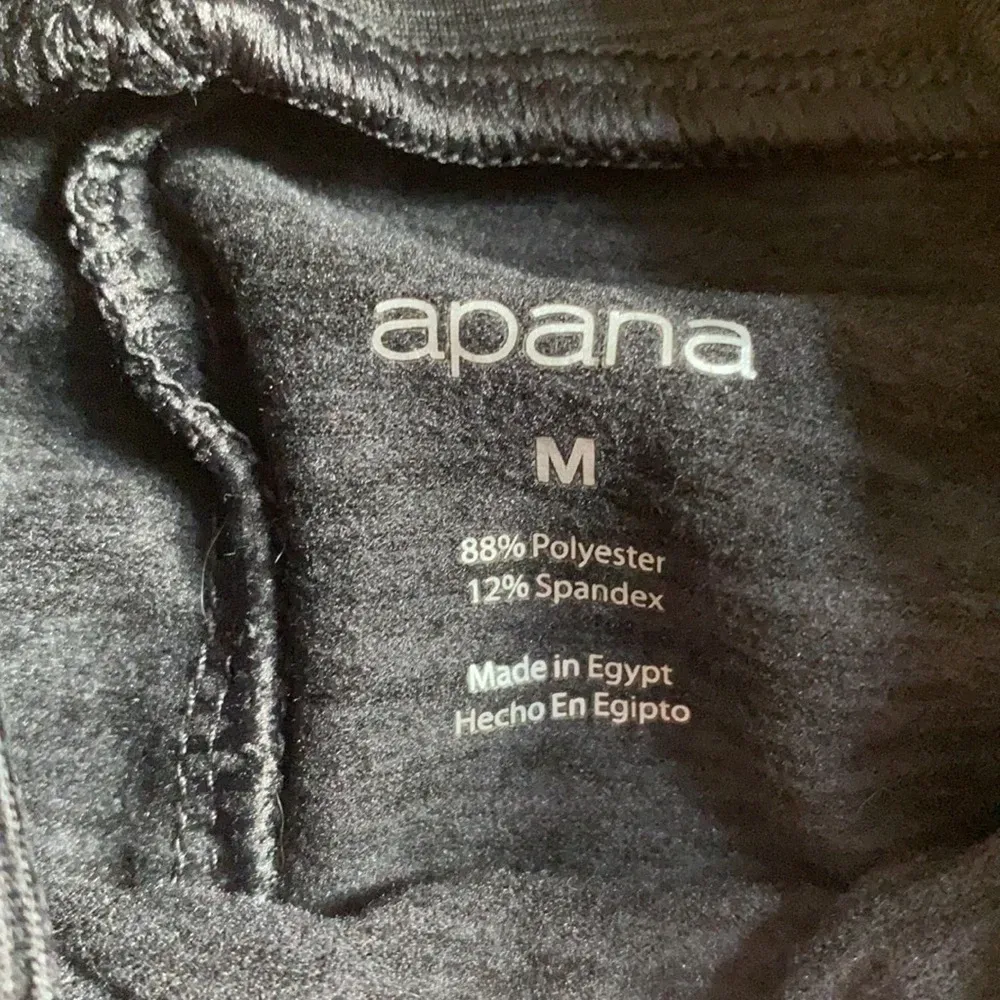 apana
M
88% Polyester
12% Spandex
Made in Egypt
Hecho En Egipto